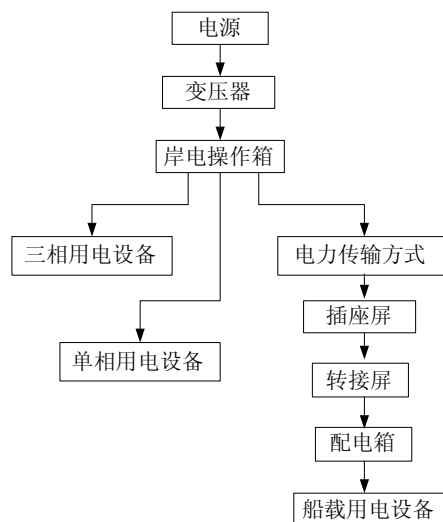 电源
变压器
岸电操作箱
三相用电设备
电力传输方式
插座屏
单相用电设备
转接屏
配电箱
船载用电设备